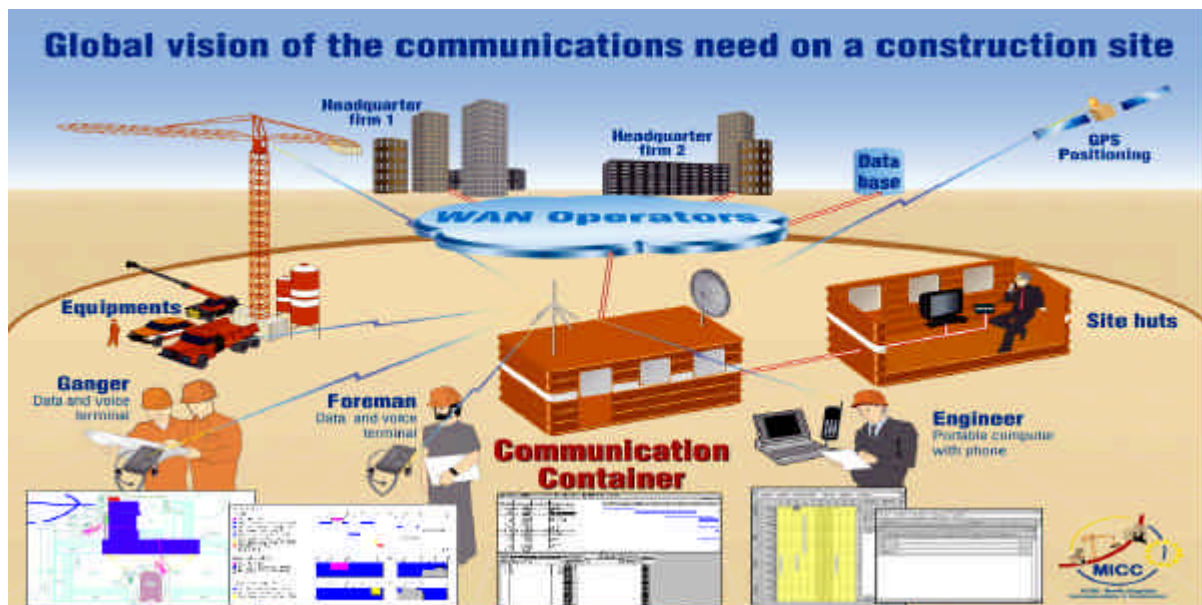 Global vision of the communications need on a construction site
Headquarter
firm 1
Headquarter
firm 2
Data
base
GPS
Positioning
WAN Operators
Equipments
Site huts
Ganger
Data and voice
terminal
Foreman
Data and voice
terminal
Engineer
Portable computer
with phone
Communication
Container
MICC